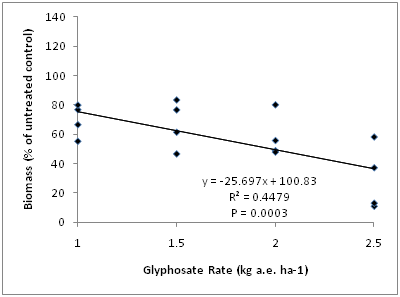 140
120
100
80
60
40
20
0
Biomass (% of untreated control)
y = -25.697x + 100.83
R² = 0.4479
P = 0.0003
1 1.5 2 2.5
Glyphosate Rate (kg a.e. ha-1)